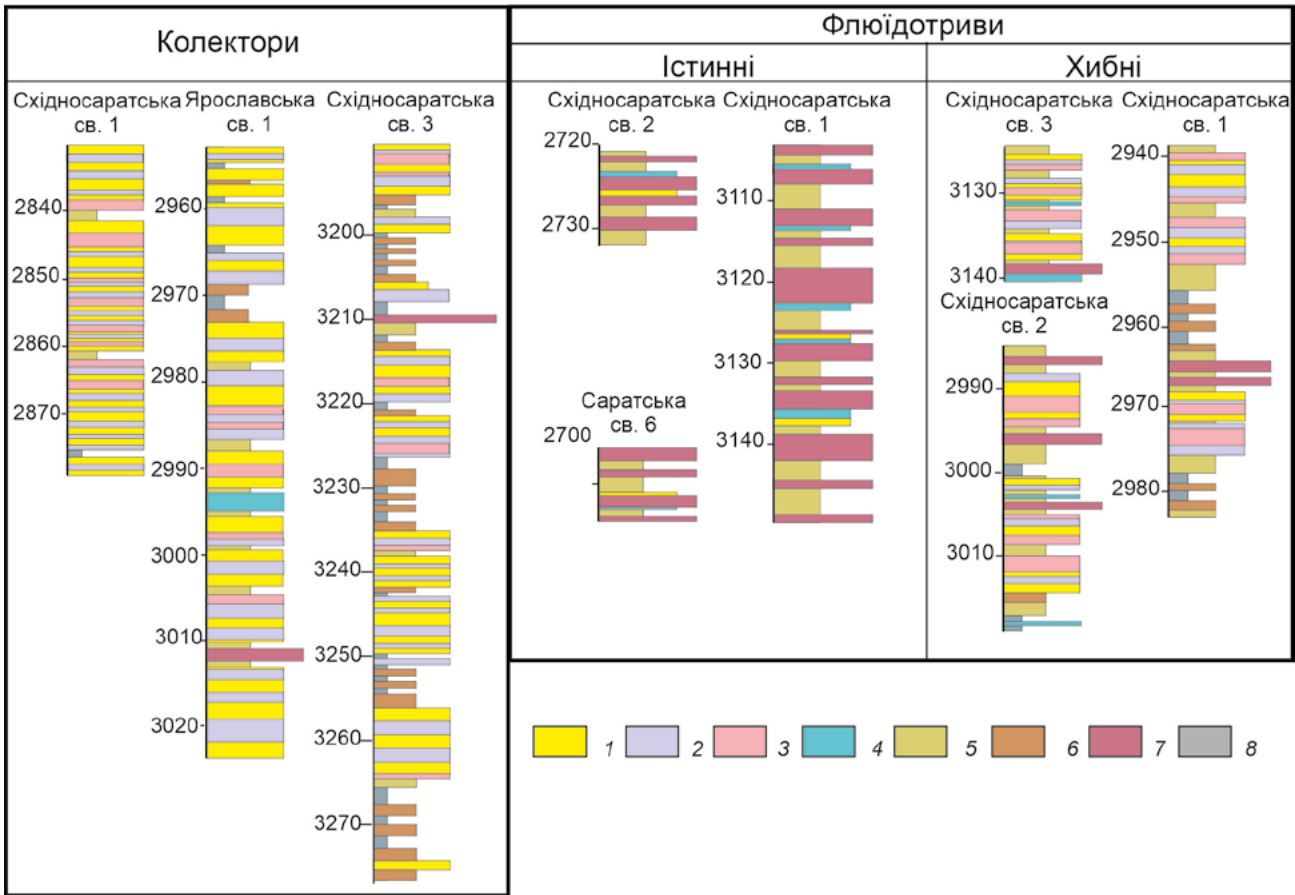 Колектори
Флюїдотриви
Істинні
Хибні
Східносаратська
св. 1
Ярославська
св. 1
Східносаратська
св. 3
Східносаратська
св. 2
Східносаратська
св. 1
Східносаратська
св. 3
Східносаратська
св. 1
2840
2850
2860
2870
2960
2970
2980
2990
3000
3010
3020
3200
3210
3220
3230
3240
3250
3260
3270
2720
2730
Саратська
св. 6
2700
3110
3120
3130
3140
3130
3140
Східносаратська
св. 2
2990
3000
3010
2940
2950
2960
2970
2980
1
2
3
4
5
6
7
8